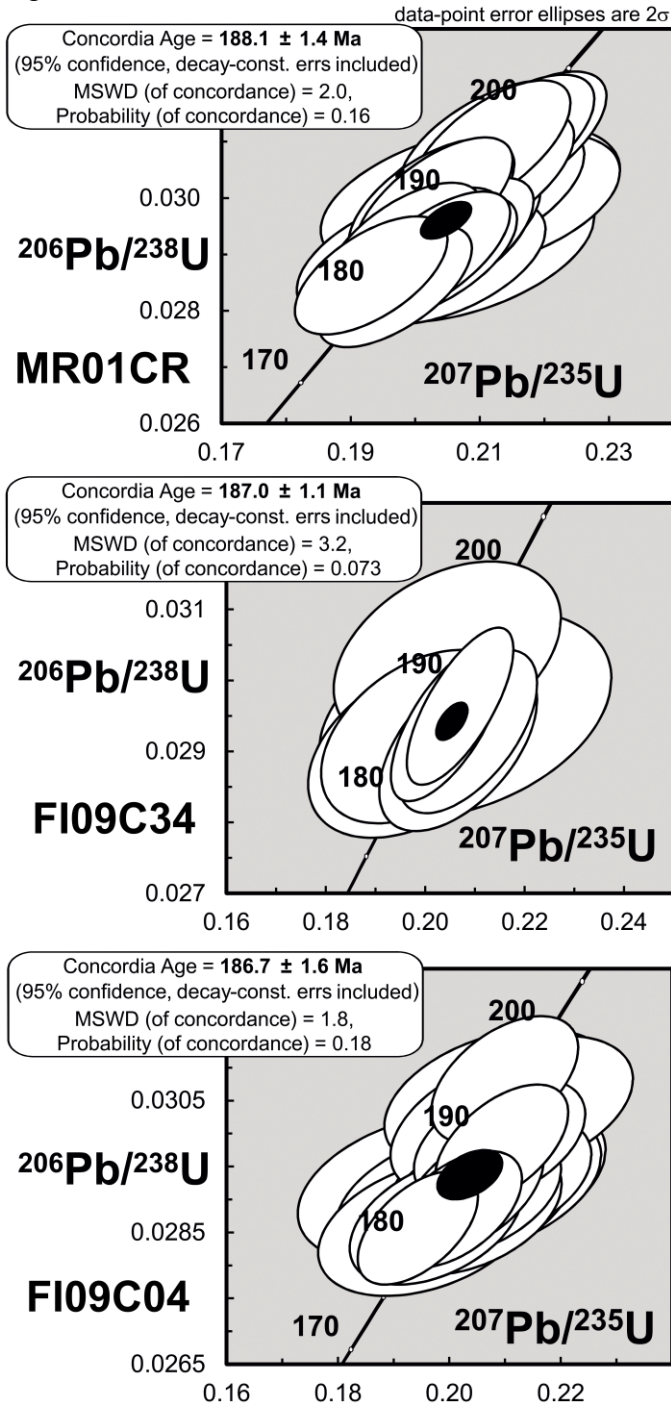 data-point error ellipses are 2σ
Concordia Age = 188.1 ± 1.4 Ma
(95% confidence, decay-const. errs included)
MSWD (of concordance) = 2.0,
Probability (of concordance) = 0.16
200
190
180
170
0.030
0.028
0.026
206Pb/238U
MR01CR
207Pb/235U
0.17 0.19 0.21 0.23
Concordia Age = 187.0 ± 1.1 Ma
(95% confidence, decay-const. errs included)
MSWD (of concordance) = 3.2,
Probability (of concordance) = 0.073
200
190
180
0.031
0.029
0.027
206Pb/238U
FI09C34
207Pb/235U
0.16 0.18 0.20 0.22 0.24
Concordia Age = 186.7 ± 1.6 Ma
(95% confidence, decay-const. errs included)
MSWD (of concordance) = 1.8,
Probability (of concordance) = 0.18
200
190
180
170
0.0305
0.0285
0.0265
206Pb/238U
FI09C04
207Pb/235U
0.16 0.18 0.20 0.22